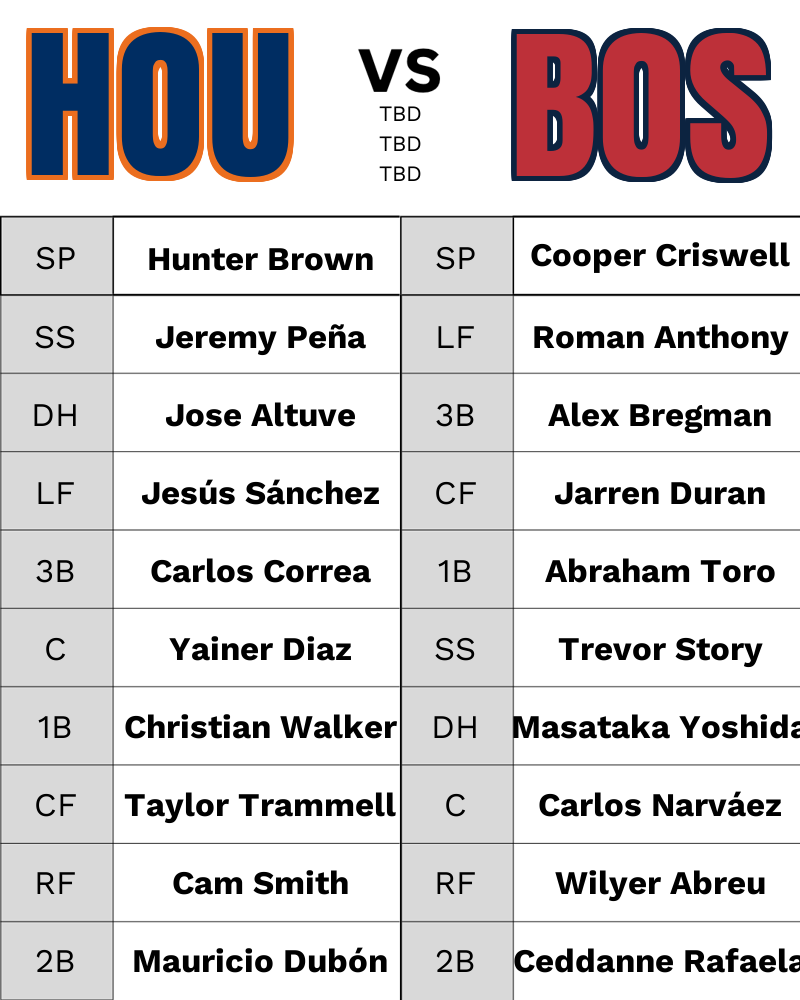 HOU
VS
BOS
TBD
TBD
TBD
SP Hunter Brown SP Cooper Criswell
SS Jeremy Peña LF Roman Anthony
DH Jose Altuve 3B Alex Bregman
LF Jesús Sánchez CF Jarren Duran
3B Carlos Correa 1B Abraham Toro
C Yainer Diaz SS Trevor Story
1B Christian Walker DH Masataka Yoshida
CF Taylor Trammell C Carlos Narváez
RF Cam Smith RF Wilyer Abreu
2B Mauricio Dubón 2B Ceddanne Rafaela